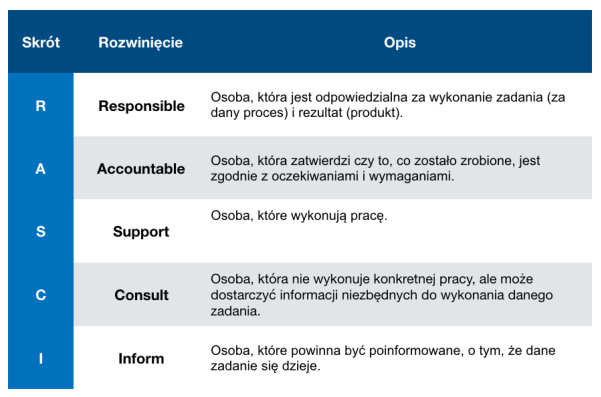 Skrót Rozwinięcie Opis
R Responsible Osoba, która jest odpowiedzialna za wykonanie zadania (za
dany proces) i rezultat (produkt).
A Accountable Osoba, która zatwierdzi czy to, co zostało zrobione, jest
zgodnie z oczekiwaniami i wymaganiami.
S Support Osoba, które wykonują pracę.
C Consult Osoba, która nie wykonuje konkretnej pracy, ale może
dostarczyć informacji niezbędnych do wykonania danego
zadania.
I Inform Osoba, które powinna być poinformowane, o tym, że dane
zadanie się dzieje.